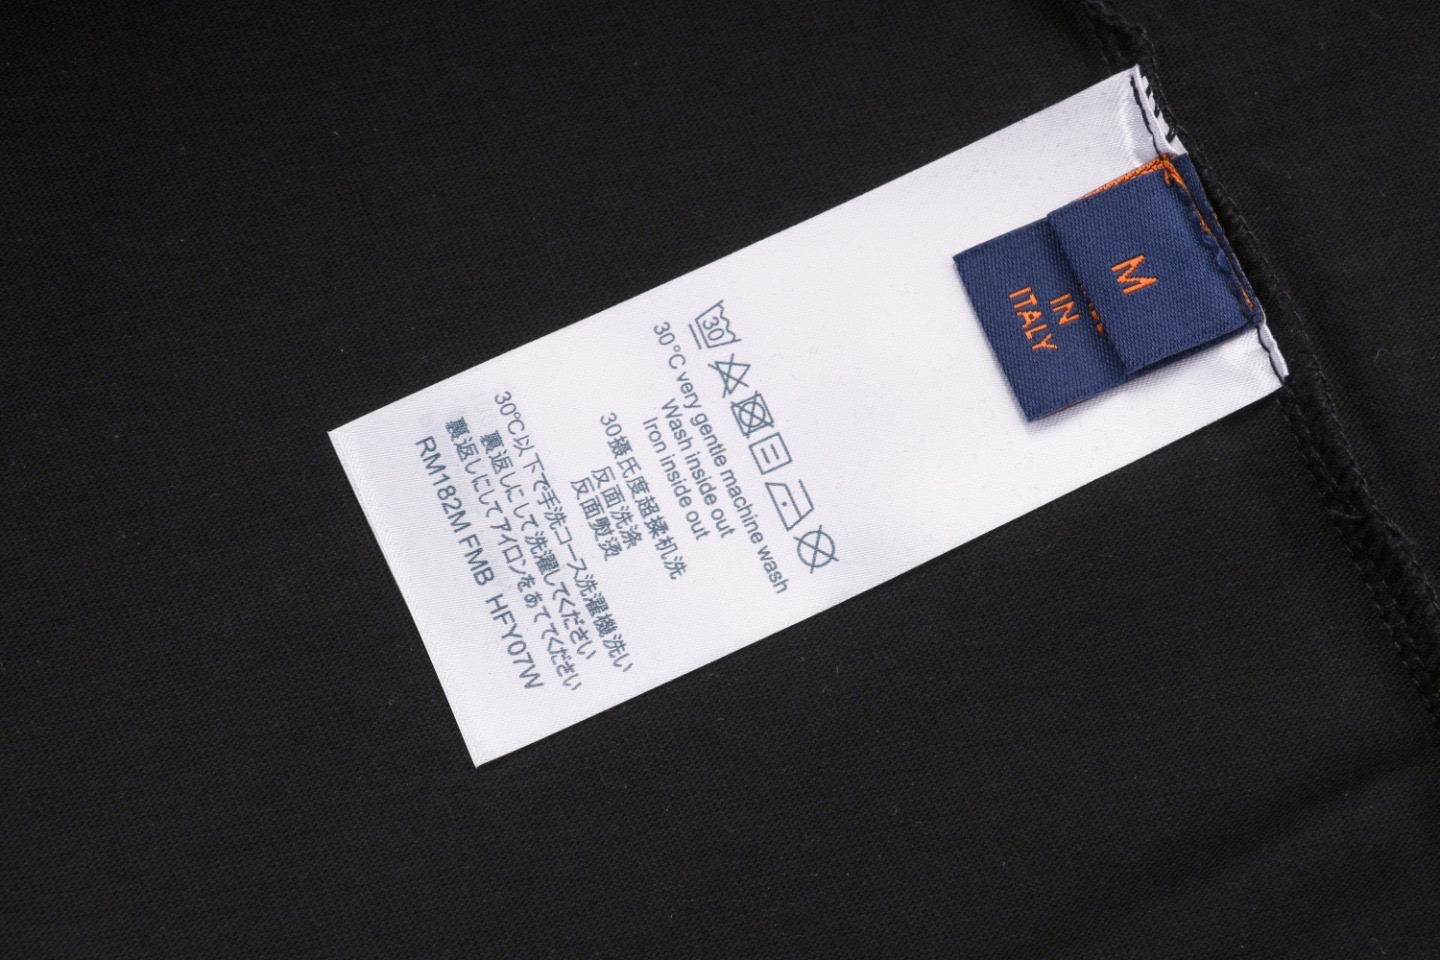 M
IN
ITALY
30
30°C very gentle machine wash
Wash inside out
Iron inside out
30摄氏度超揉机洗
反面洗涤
反面熨烫
30℃以下で手洗コース洗濯機洗い
裏返しにして洗濯してください
裏返しにしてアイロンをあててください
RM182M FMB HFY07W